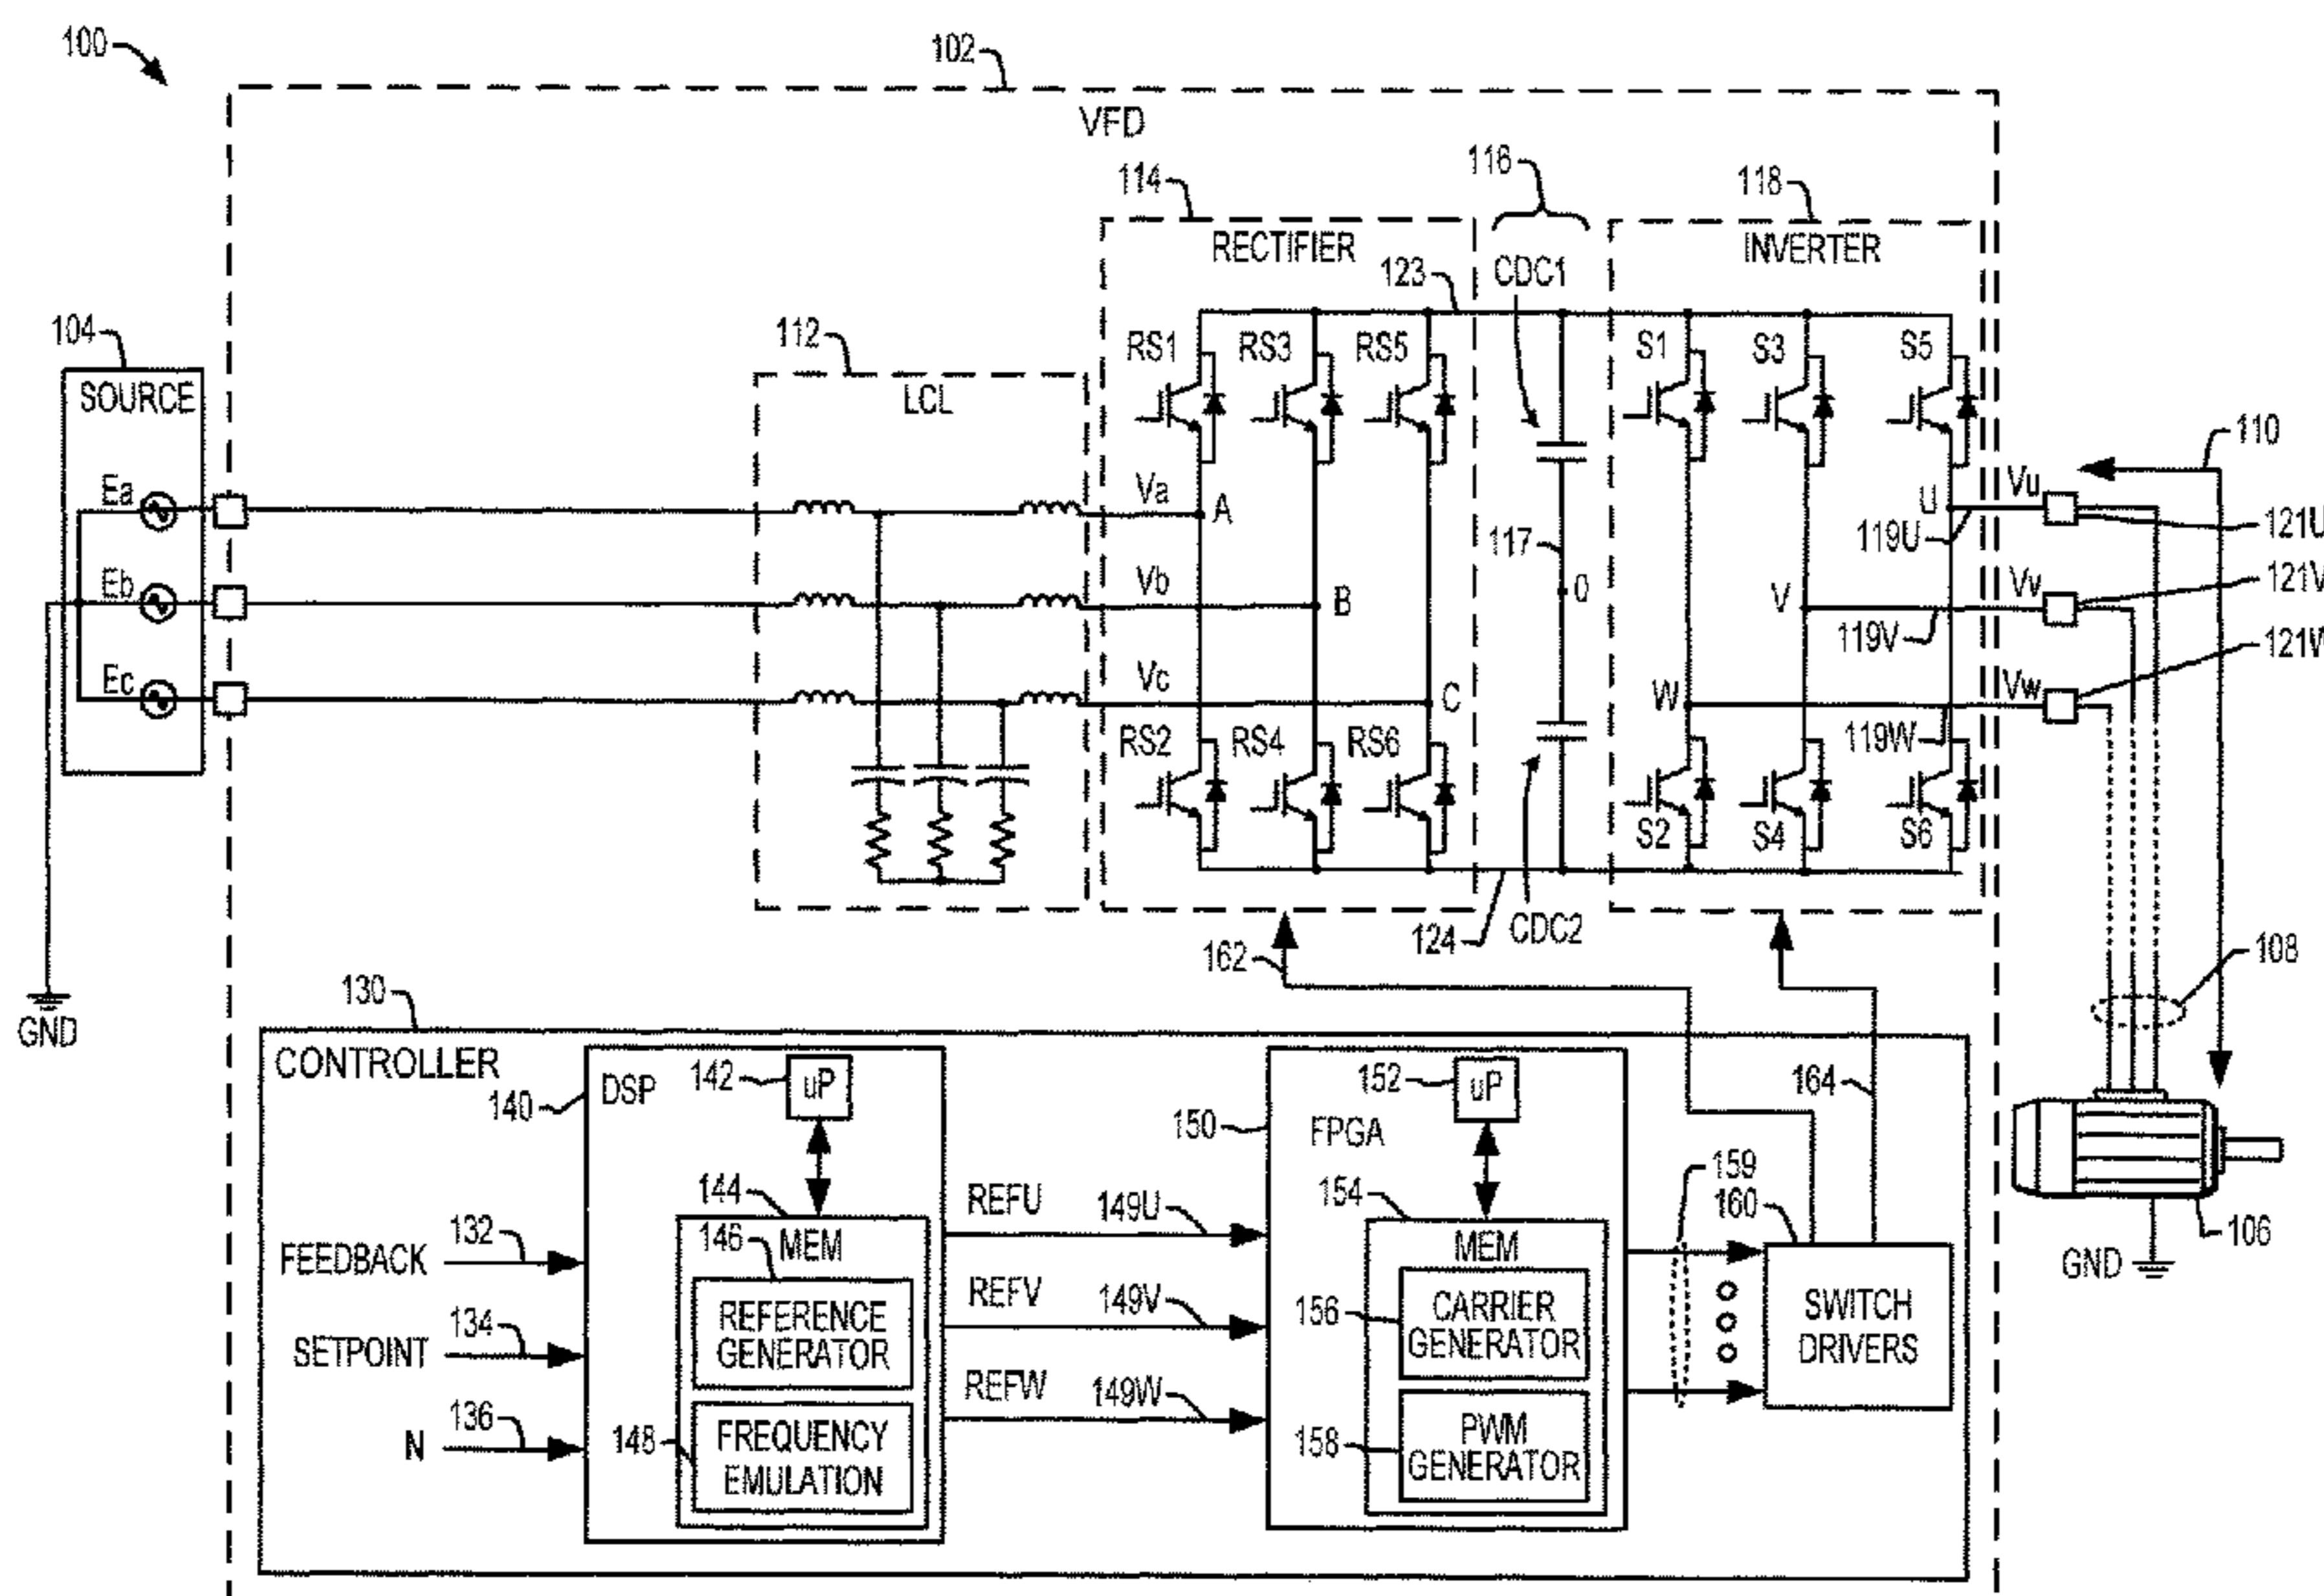 100
102
VFD
114
116
118
RECTIFIER
123
CDC1
INVERTER
104
SOURCE
112
LCL
RS1
RS3
RS5
S1
S3
S5
110
Ea
Va
A
U
Vu
119U
121U
Eb
Vb
B
117
0
V
Vv
119V
121V
Ec
Vc
C
W
Vw
119W
121W
RS2
RS4
RS6
S2
S4
S6
124
CDC2
162
108
GND
130
CONTROLLER
140
DSP
142
uP
150
FPGA
152
uP
164
144
MEM
146
REFERENCE
GENERATOR
148
FREQUENCY
EMULATION
FEEDBACK
132
SETPOINT
134
N
136
REFU
149U
REFV
149V
REFW
149W
154
MEM
156
CARRIER
GENERATOR
158
PWM
GENERATOR
159
160
SWITCH
DRIVERS
106
GND